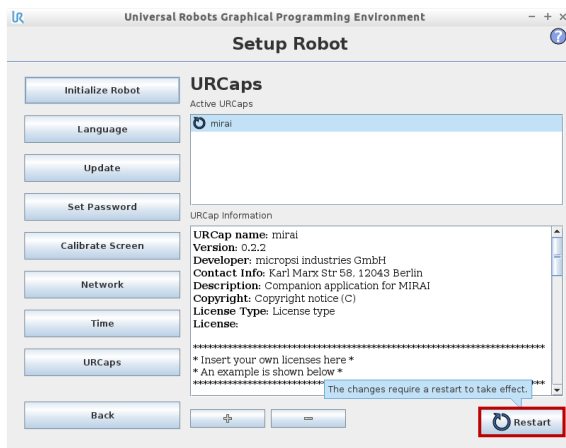 UR
Universal Robots Graphical Programming Environment
Setup Robot
?
Initialize Robot
Language
Update
Set Password
Calibrate Screen
Network
Time
URCaps
Back
URCaps
Active URCaps
mirai
URCap Information
URCap name: mirai
Version: 0.2.2
Developer: micropsi industries GmbH
Contact Info: Karl Marx Str 58, 12043 Berlin
Description: Companion application for MIRAI
Copyright: Copyright notice (C)
License Type: License type
License:
********************************************************************************
* Insert your own licenses here *
* An example is shown below *
********************************************************************************
The changes require a restart to take effect.
Restart